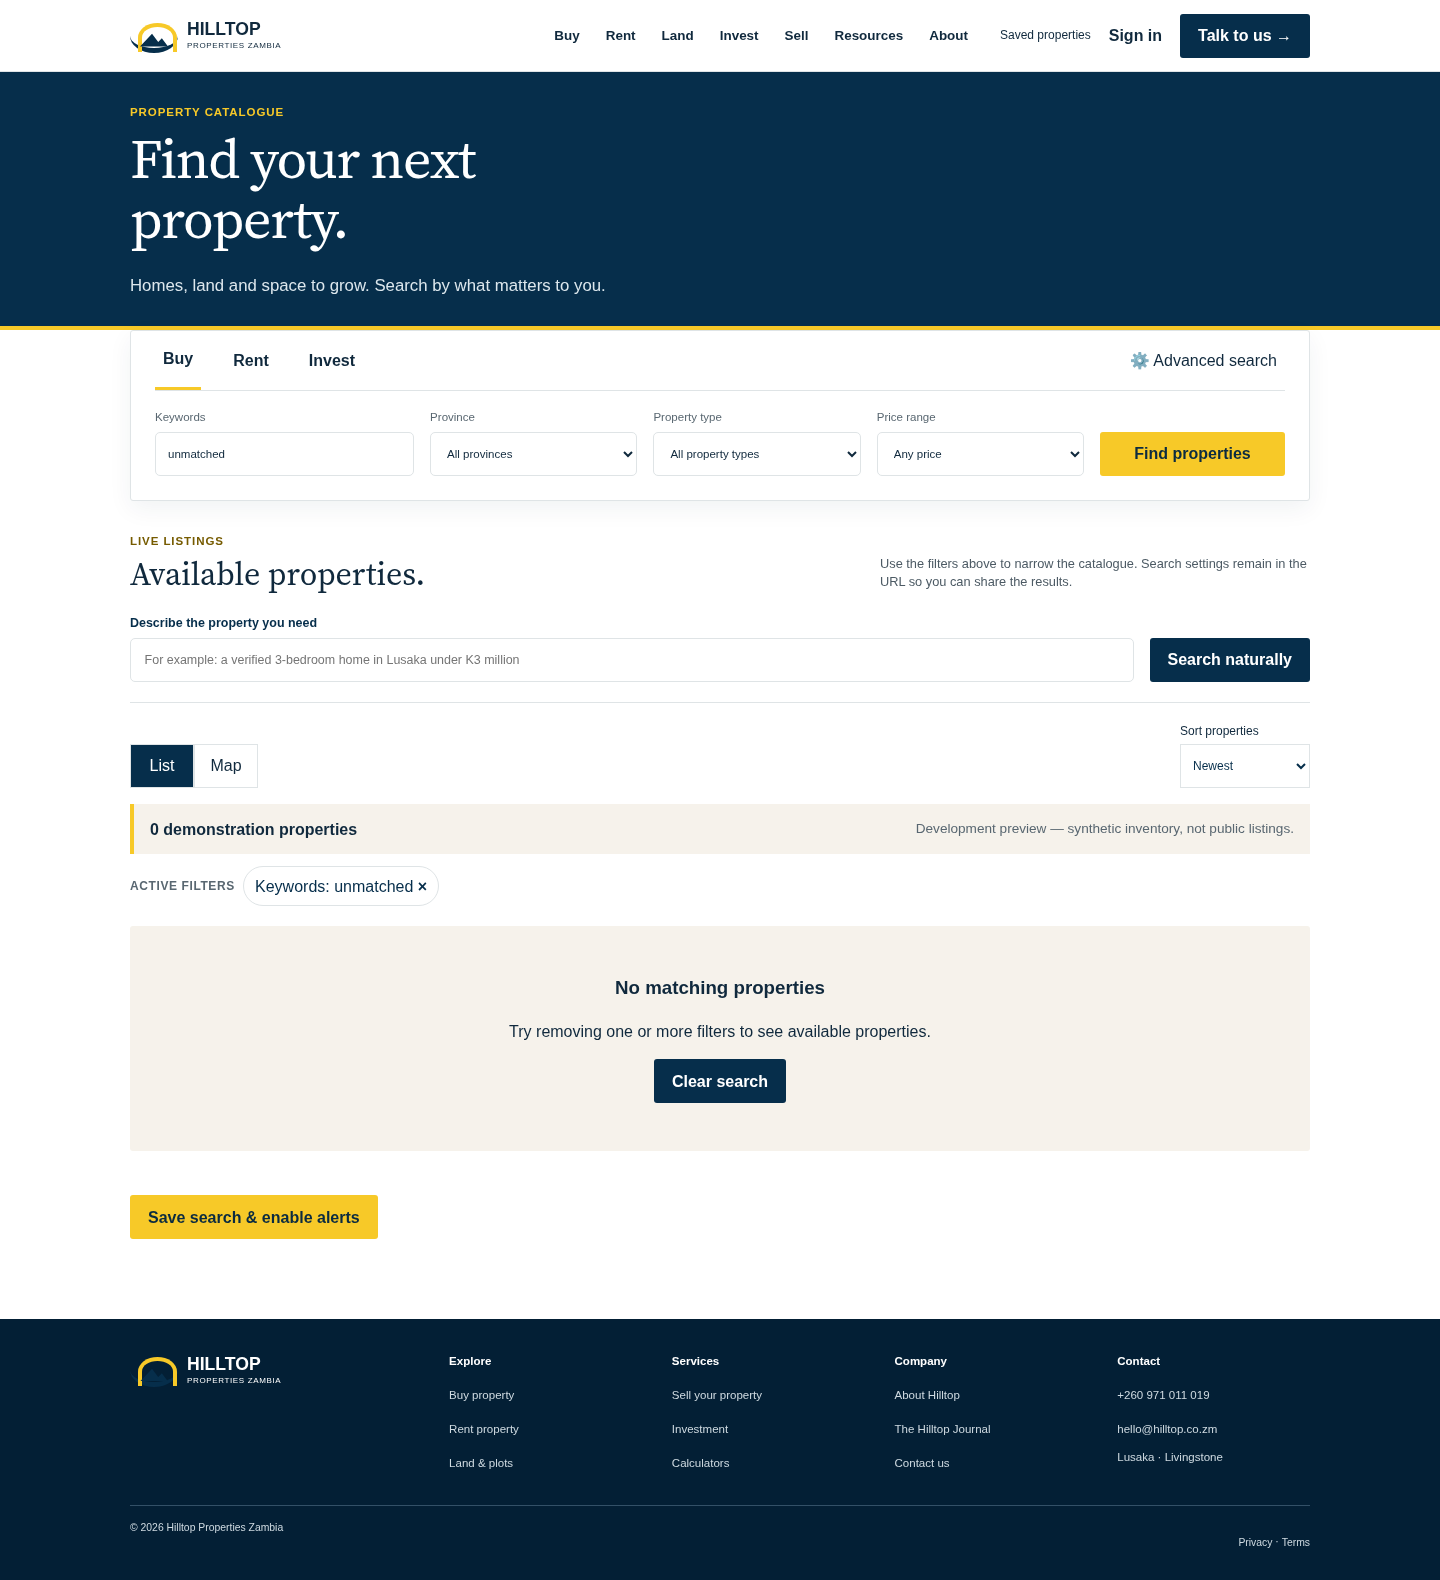 HILLTOP
PROPERTIES ZAMBIA
Buy Rent Land Invest Sell Resources About Saved properties Sign in Talk to us →
PROPERTY CATALOGUE
Find your next
property.
Homes, land and space to grow. Search by what matters to you.
Buy Rent Invest ⚙️ Advanced search
Keywords Province Property type Price range
unmatched All provinces All property types Any price Find properties
LIVE LISTINGS
Available properties.
Use the filters above to narrow the catalogue. Search settings remain in the
URL so you can share the results.
Describe the property you need
For example: a verified 3-bedroom home in Lusaka under K3 million Search naturally
Sort properties
List Map Newest
0 demonstration properties Development preview — synthetic inventory, not public listings.
ACTIVE FILTERS Keywords: unmatched ×
No matching properties
Try removing one or more filters to see available properties.
Clear search
Save search & enable alerts
HILLTOP
PROPERTIES ZAMBIA
Explore
Buy property
Rent property
Land & plots
Services
Sell your property
Investment
Calculators
Company
About Hilltop
The Hilltop Journal
Contact us
Contact
+260 971 011 019
hello@hilltop.co.zm
Lusaka · Livingstone
© 2026 Hilltop Properties Zambia
Privacy · Terms